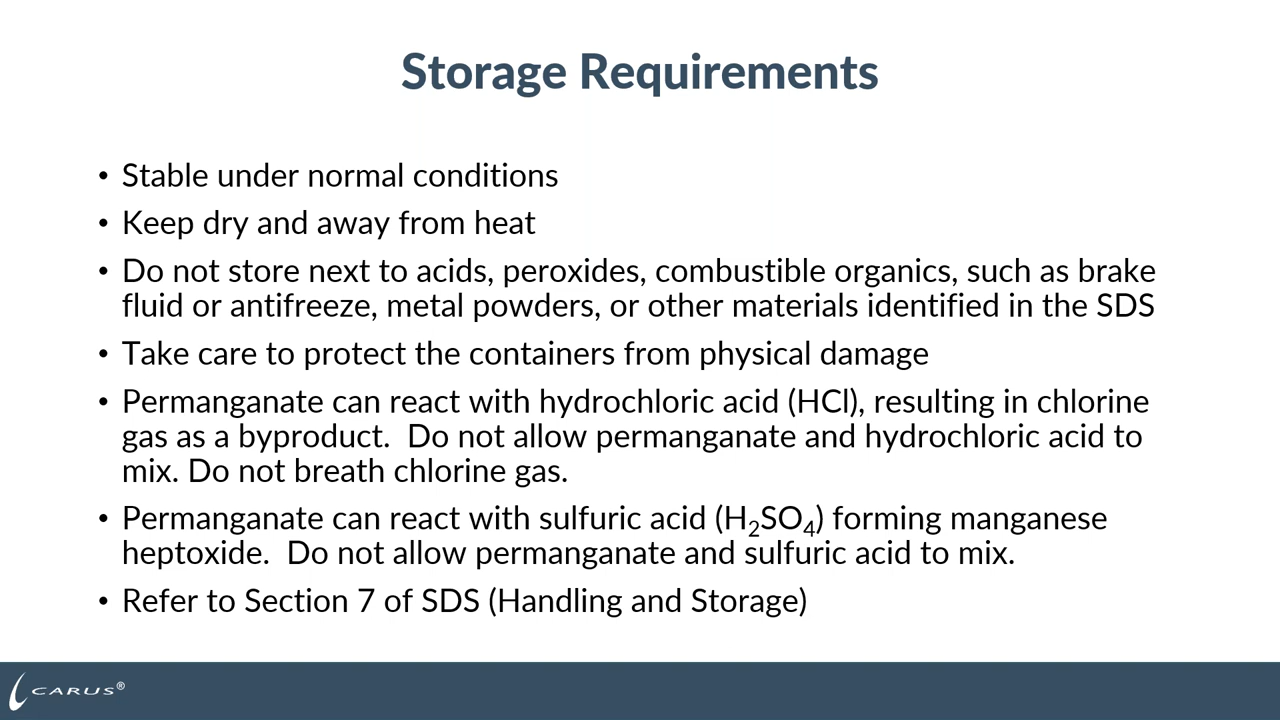 Storage Requirements
• Stable under normal conditions
• Keep dry and away from heat
• Do not store next to acids, peroxides, combustible organics, such as brake
fluid or antifreeze, metal powders, or other materials identified in the SDS
• Take care to protect the containers from physical damage
• Permanganate can react with hydrochloric acid (HCl), resulting in chlorine
gas as a byproduct.  Do not allow permanganate and hydrochloric acid to
mix. Do not breath chlorine gas.
• Permanganate can react with sulfuric acid (H₂SO₄) forming manganese
heptoxide.  Do not allow permanganate and sulfuric acid to mix.
• Refer to Section 7 of SDS (Handling and Storage)
CARUS®